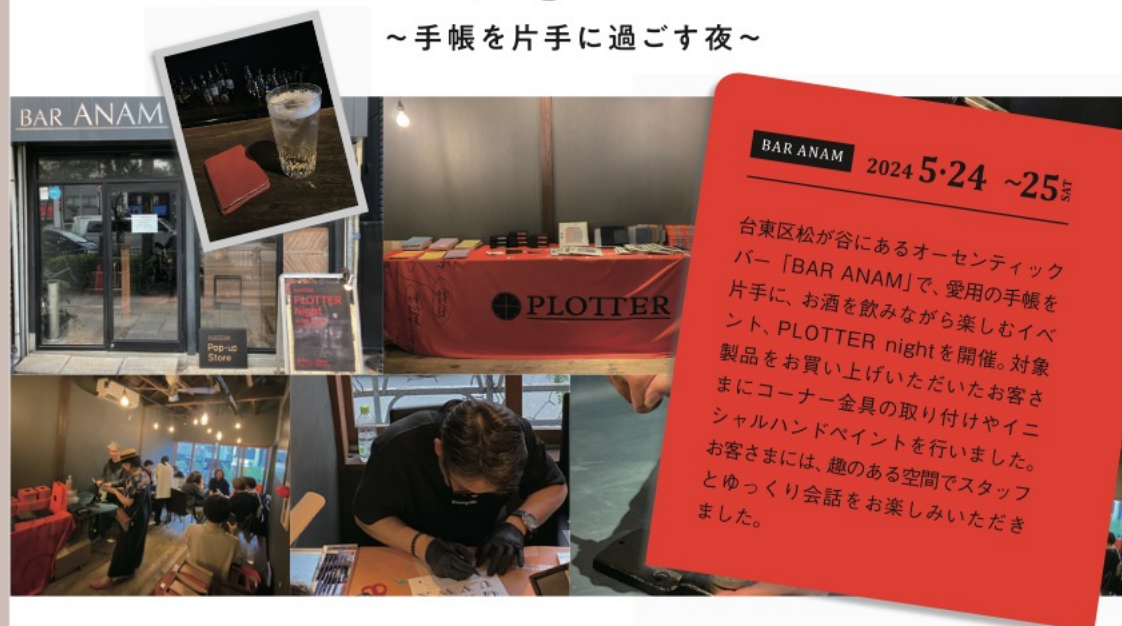 ~手帳を片手に過ごす夜~
BAR ANAM
PLOTTER
Night
Pop-up
Store
PLOTTER
BAR ANAM
2024 5·24 ~25 SAT
台東区松が谷にあるオーセンティック
バー「BAR ANAM」で、愛用の手帳を
片手に、お酒を飲みながら楽しむイベ
ント、PLOTTER nightを開催。対象
製品をお買い上げいただいたお客さ
まにコーナー金具の取り付けやイニ
シャルハンドペイントを行いました。
お客さまには、趣のある空間でスタッフ
とゆっくり会話をお楽しみいただき
ました。